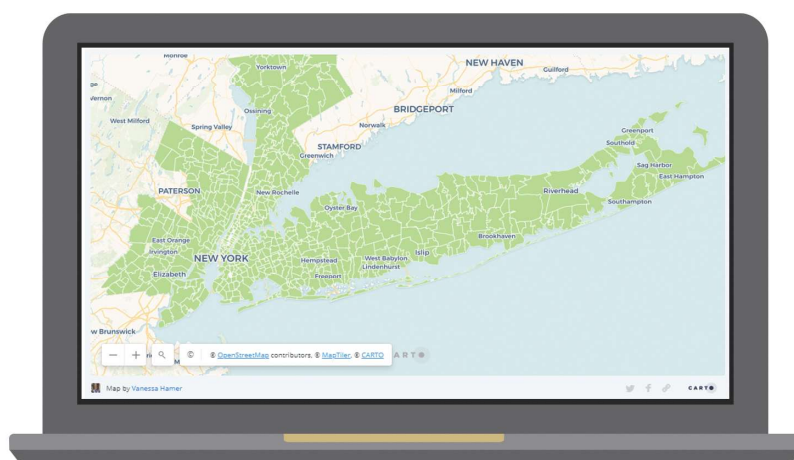 Monroe
Yorktown
NEW HAVEN
Guilford
Vernon
Milford
West Milford
Ossining
BRIDGEPORT
Spring Valley
Norwalk
STAMFORD
Greenwich
Greenport
Southold
Sag Harbor
East Hampton
PATERSON
New Rochelle
Riverhead
Southampton
Oyster Bay
Brookhaven
East Orange
Irvington
NEW YORK
Hempstead
West Babylon
Islip
Lindenhurst
Elizabeth
Freeport
w Brunswick
− + © © OpenStreetMap contributors, © MapTiler, © CARTO
ARTO
Map by Vanessa Hamer
CARTO